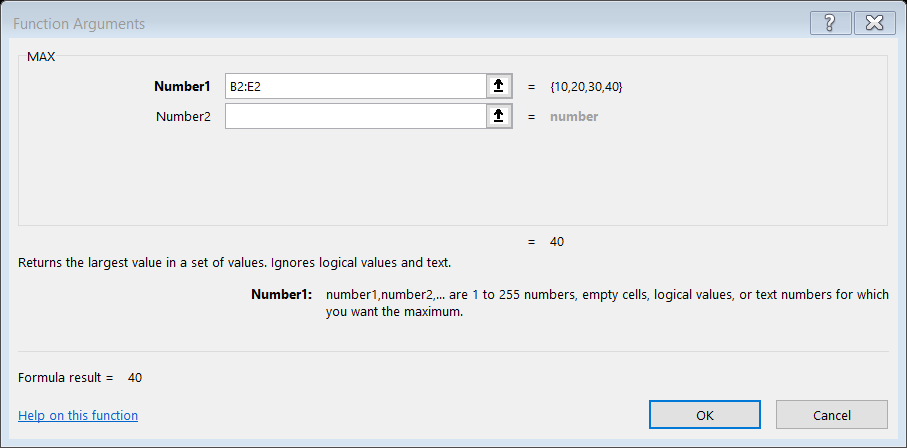 Function Arguments
?
MAX
Number1 B2:E2 = {10,20,30,40}
Number2 = number
= 40
Returns the largest value in a set of values. Ignores logical values and text.
Number1: number1,number2,... are 1 to 255 numbers, empty cells, logical values, or text numbers for which
you want the maximum.
Formula result = 40
Help on this function
OK Cancel